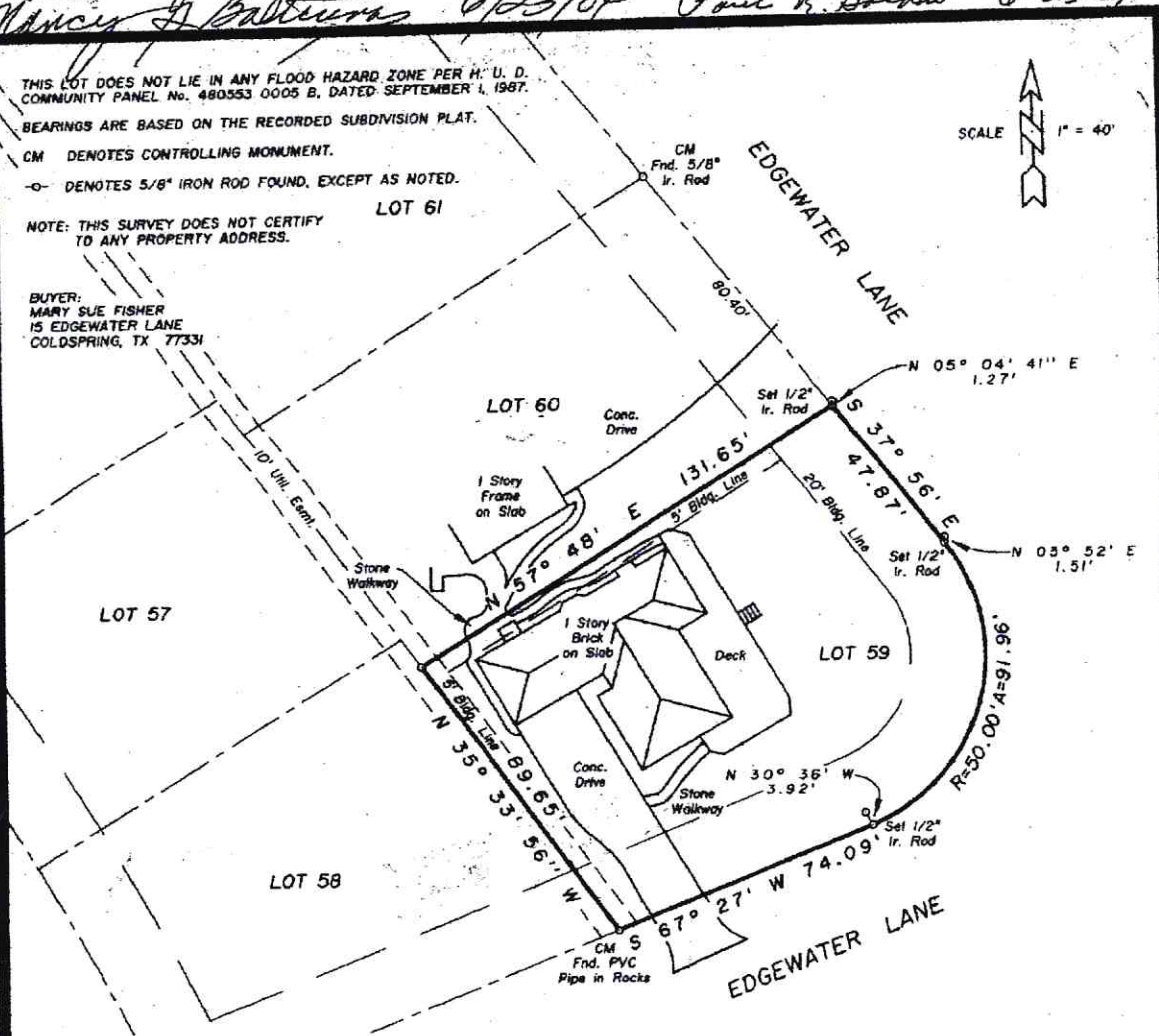 Nancy
THIS LOT DOES NOT LIE IN ANY FLOOD HAZARD ZONE PER H. U. D.
COMMUNITY PANEL No. 480553 0005 B, DATED SEPTEMBER 1, 1987.
BEARINGS ARE BASED ON THE RECORDED SUBDIVISION PLAT.
CM DENOTES CONTROLLING MONUMENT.
-o- DENOTES 5/8" IRON ROD FOUND, EXCEPT AS NOTED.
NOTE: THIS SURVEY DOES NOT CERTIFY
TO ANY PROPERTY ADDRESS.
BUYER:
MARY SUE FISHER
15 EDGEWATER LANE
COLDSPRING, TX 77331
SCALE
1" = 40'
LOT 61
CM
Fnd. 5/8"
Ir. Rod
EDGEWATER LANE
80.40'
N 05° 04' 41" E
1.27'
Set 1/2"
Ir. Rod
LOT 60
Conc.
Drive
S 37° 56' E
47.87'
10' Util. Esmt.
1 Story
Frame
on Slab
N 57° 48' E 131.65'
5' Bldg. Line
20' Bldg. Line
Set 1/2"
Ir. Rod
N 03° 52' E
1.51'
Stone
Walkway
LOT 57
1 Story
Brick
on Slab
Deck
LOT 59
5' Bldg. Line
N 35° 33' 56" W
89.65'
R=50.00' A=91.96'
Conc.
Drive
N 30° 36' W
3.92'
Stone
Walkway
Set 1/2"
Ir. Rod
LOT 58
S 67° 27' W 74.09'
CM
Fnd. PVC
Pipe in Rocks
EDGEWATER LANE